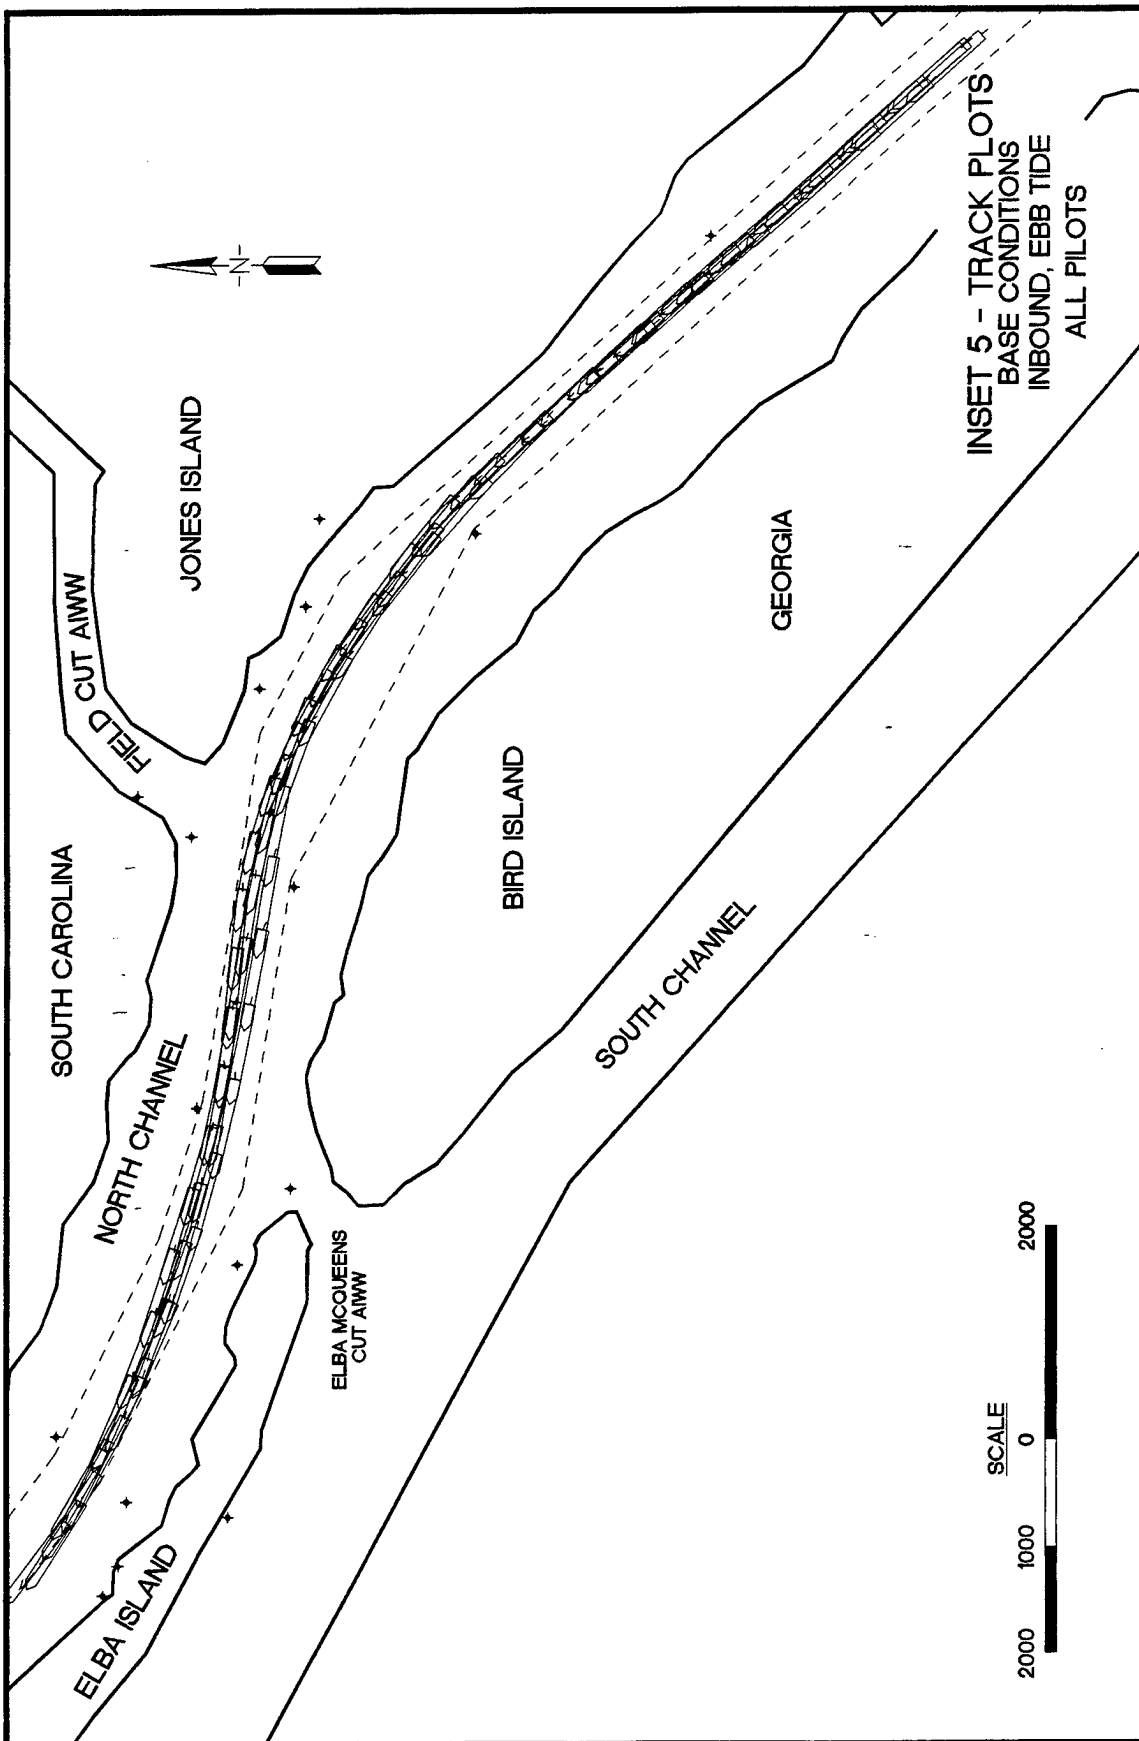 SOUTH CAROLINA
FIELD CUT AIWW
JONES ISLAND
-N-
NORTH CHANNEL
ELBA ISLAND
ELBA MCQUEENS
CUT AIWW
BIRD ISLAND
SOUTH CHANNEL
GEORGIA
INSET 5 - TRACK PLOTS
BASE CONDITIONS
INBOUND, EBB TIDE
ALL PILOTS
SCALE
2000 1000 0 2000